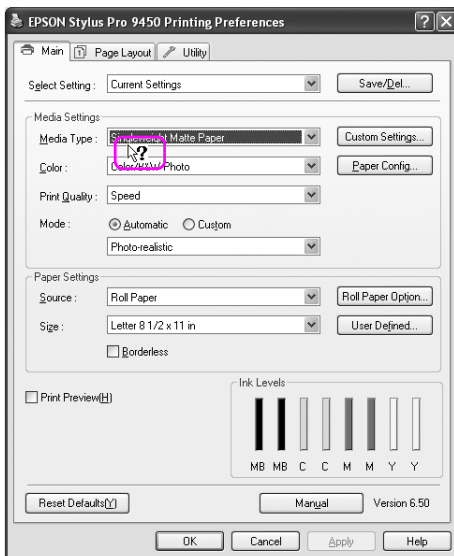 EPSON Stylus Pro 9450 Printing Preferences
Main Page Layout Utility
Select Setting : Current Settings Save/Del...
Media Settings
Media Type : Singleweight Matte Paper Custom Settings...
Color : Color/B&W Photo Paper Config...
Print Quality : Speed
Mode : Automatic Custom
Photo-realistic
Paper Settings
Source : Roll Paper Roll Paper Option...
Size : Letter 8 1/2 x 11 in User Defined...
Borderless
Print Preview(H)
Ink Levels
MB MB C C M M Y Y
Reset Defaults(Y) Manual Version 6.50
OK Cancel Apply Help